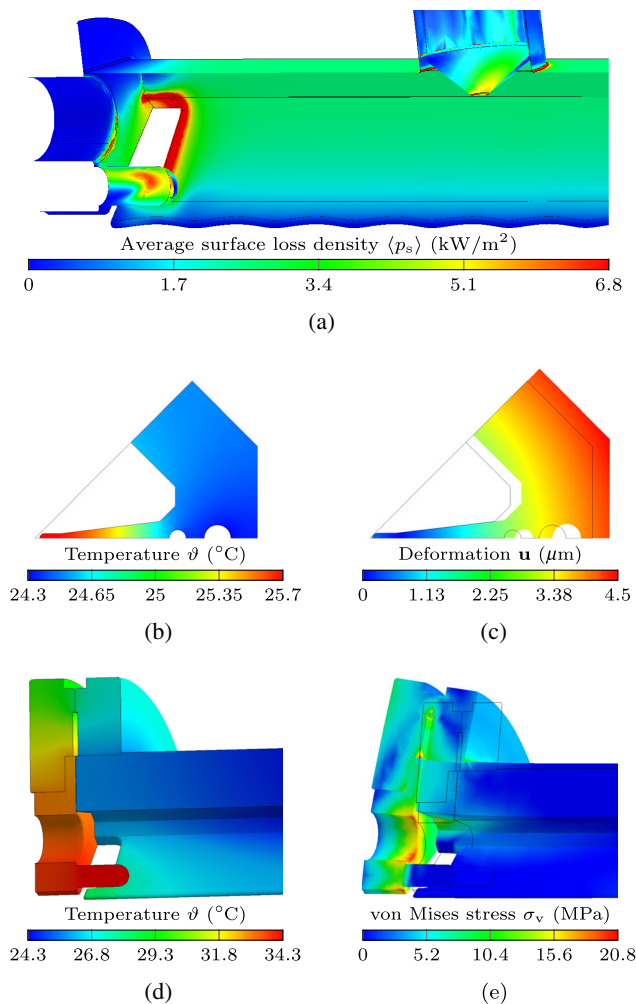 Average surface loss density ⟨pₛ⟩ (kW/m²)
0 1.7 3.4 5.1 6.8
(a)
Temperature ϑ (°C)
24.3 24.65 25 25.35 25.7
(b)
Deformation u (μm)
0 1.13 2.25 3.38 4.5
(c)
Temperature ϑ (°C)
24.3 26.8 29.3 31.8 34.3
(d)
von Mises stress σᵥ (MPa)
0 5.2 10.4 15.6 20.8
(e)